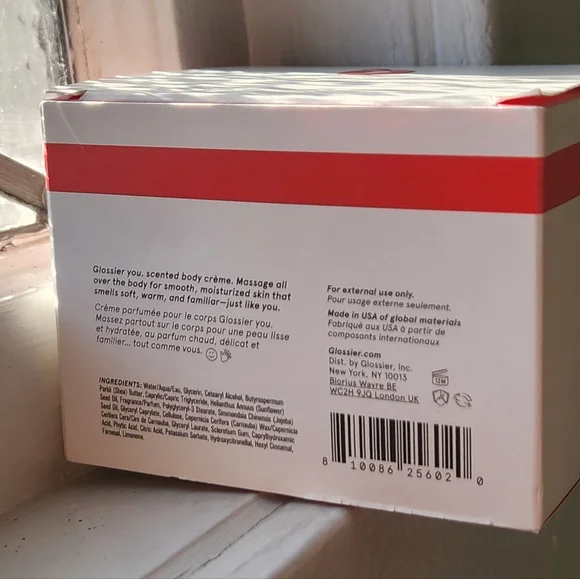 Glossier you, scented body crème. Massage all
over the body for smooth, moisturized skin that
smells soft, warm, and familiar—just like you.
Crème parfumée pour le corps Glossier you.
Massez partout sur le corps pour une peau lisse
et hydratée, au parfum chaud, délicat et
familier... tout comme vous.
INGREDIENTS: Water/Aqua/Eau, Glycerin, Cetearyl Alcohol, Butyrospermum
Parkii (Shea) Butter, Caprylic/Capric Triglyceride, Helianthus Annuus (Sunflower)
Seed Oil, Fragrance/Parfum, Polyglyceryl-3 Stearate, Simmondsia Chinensis (Jojoba)
Seed Oil, Glyceryl Caprylate, Cellulose, Copernicia Cerifera (Carnauba) Wax/Copernicia
Cerifera Cera/Cire de Carnauba, Glyceryl Laurate, Sclerotium Gum, Caprylhydroxamic
Acid, Phytic Acid, Citric Acid, Potassium Sorbate, Hydroxycitronellal, Hexyl Cinnamal,
Farnesol, Limonene.
For external use only.
Pour usage externe seulement.
Made in USA of global materials
Fabriqué aux USA à partir de
composants internationaux
Glossier.com
Dist. by Glossier, Inc.
New York, NY 10013
Biorius Wavre BE
WC2H 9JQ London UK
12M
8 10086 25602 0